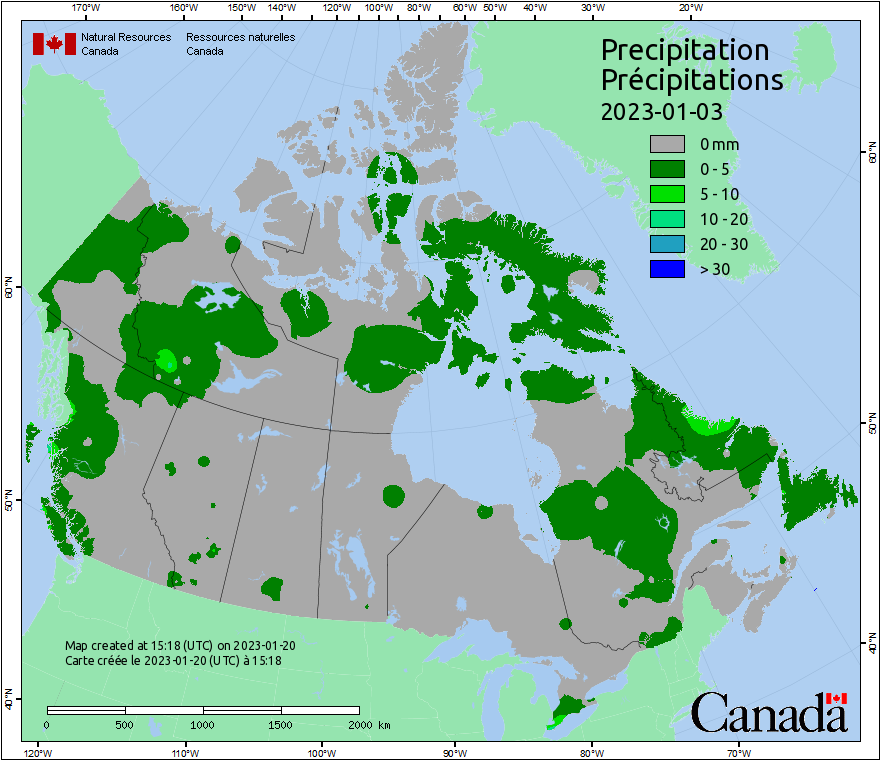 170°W 160°W 150°W 140°W 130°W 120°W 110°W 100°W 90°W 80°W 60°W 50°W 40°W 30°W 20°W
Natural Resources Canada
Ressources naturelles Canada
Precipitation
Précipitations
2023-01-03
0 mm
0 - 5
5 - 10
10 - 20
20 - 30
> 30
60°N
60°N
50°N
50°N
40°N
40°N
Map created at 15:18 (UTC) on 2023-01-20
Carte créée le 2023-01-20 (UTC) à 15:18
0 500 1000 1500 2000 km
Canada
120°W 110°W 100°W 90°W 80°W 70°W